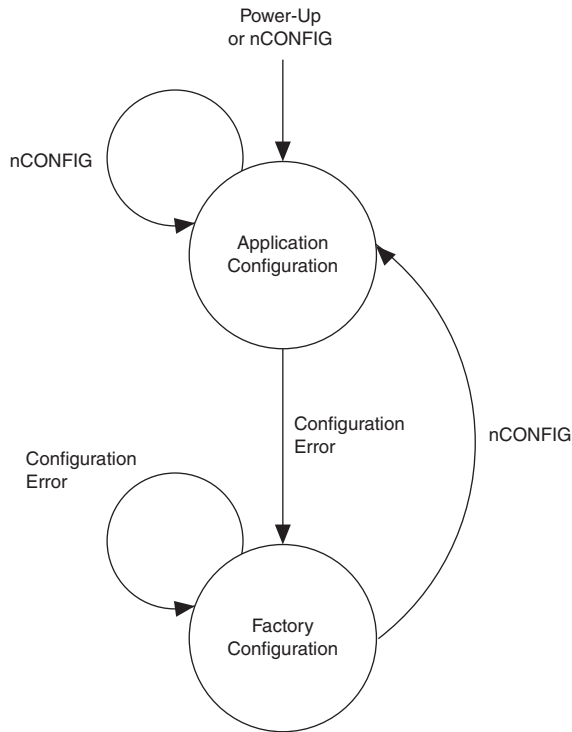 Power-Up
or nCONFIG
nCONFIG
Application
Configuration
Configuration
Error
nCONFIG
Configuration
Error
Factory
Configuration